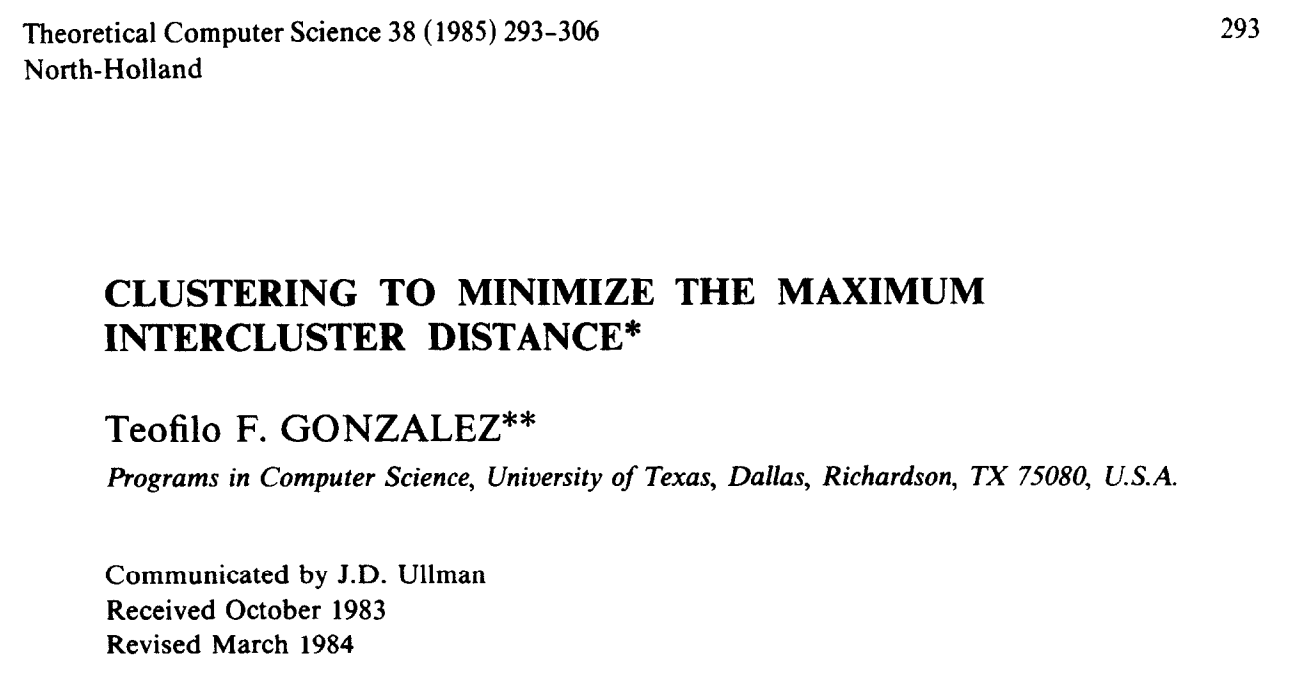 Theoretical Computer Science 38 (1985) 293-306
293
North-Holland
CLUSTERING TO MINIMIZE THE MAXIMUM
INTERCLUSTER DISTANCE*
Teofilo F. GONZALEZ**
Programs in Computer Science, University of Texas, Dallas, Richardson, TX 75080, U.S.A.
Communicated by J.D. Ullman
Received October 1983
Revised March 1984